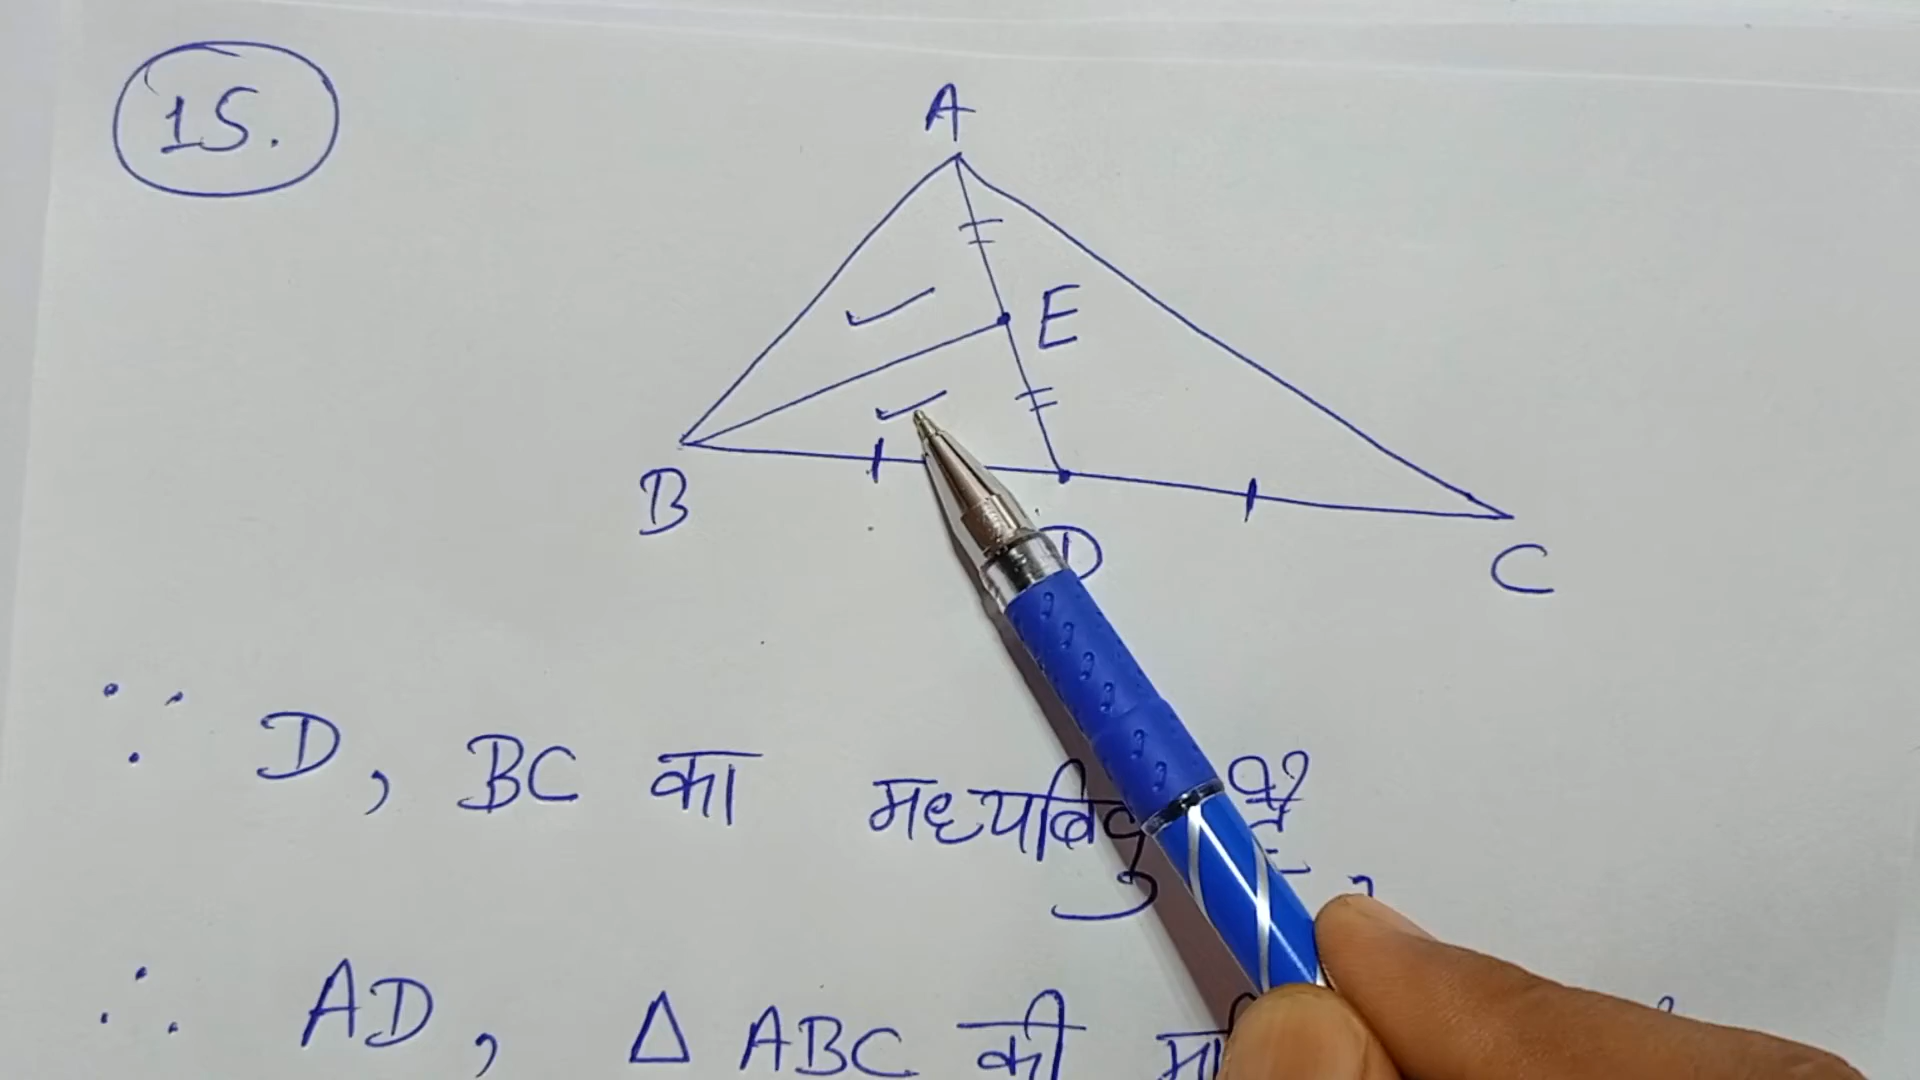 15.
A
E
B
D
C
∵ D, BC का मध्यबिंदु है,
∴ AD, Δ ABC की